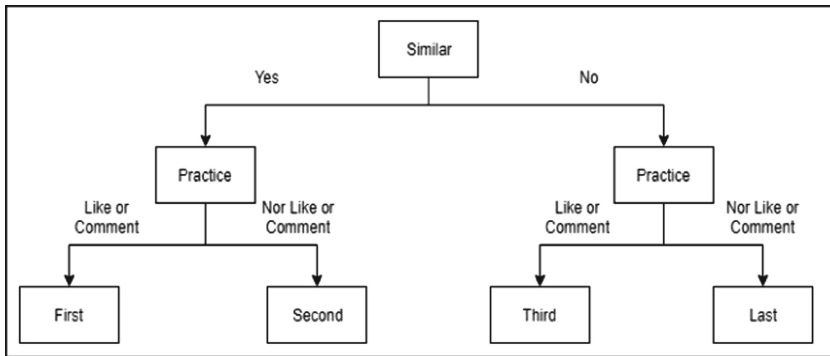 Similar
Yes
No
Practice
Practice
Like or
Comment
Nor Like or
Comment
Like or
Comment
Nor Like or
Comment
First
Second
Third
Last